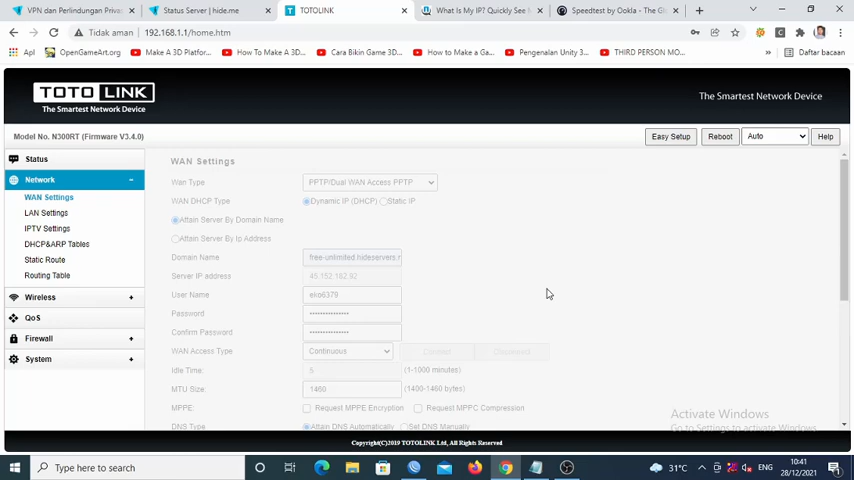 VPN dan Perlindungan Privas
Status Server | hide.me
TOTOLINK
What Is My IP? Quickly See M
Speedtest by Ookla - The Glo
Tidak aman
192.168.1.1/home.htm
Apl
OpenGameArt.org
Make A 3D Platfor...
How To Make A 3D...
Cara Bikin Game 3D...
How to Make a Ga...
Pengenalan Unity 3...
THIRD PERSON MO...
Daftar bacaan
TOTO LINK
The Smartest Network Device
The Smartest Network Device
Model No. N300RT (Firmware V3.4.0)
Easy Setup
Reboot
Auto
Help
Status
Network
WAN Settings
LAN Settings
IPTV Settings
DHCP&ARP Tables
Static Route
Routing Table
Wireless
QoS
Firewall
System
WAN Settings
Wan Type
PPTP/Dual WAN Access PPTP
WAN DHCP Type
Dynamic IP (DHCP)
Static IP
Attain Server By Domain Name
Attain Server By Ip Address
Domain Name
free-unlimited.hideservers.r
Server IP address
45.152.182.92
User Name
eko6379
Password
Confirm Password
WAN Access Type
Continuous
Connect
Idle Time:
5
(1-1000 minutes)
MTU Size:
1460
(1400-1460 bytes)
MPPE:
Request MPPE Encryption
Request MPPC Compression
DNS Type
Attain DNS Automatically
Set DNS Manually
Activate Windows
Go to Settings to activate Windows.
Copyright(C)2019 TOTOLINK Ltd, All Rights Reserved
Type here to search
31°C
ENG
10:41
28/12/2021